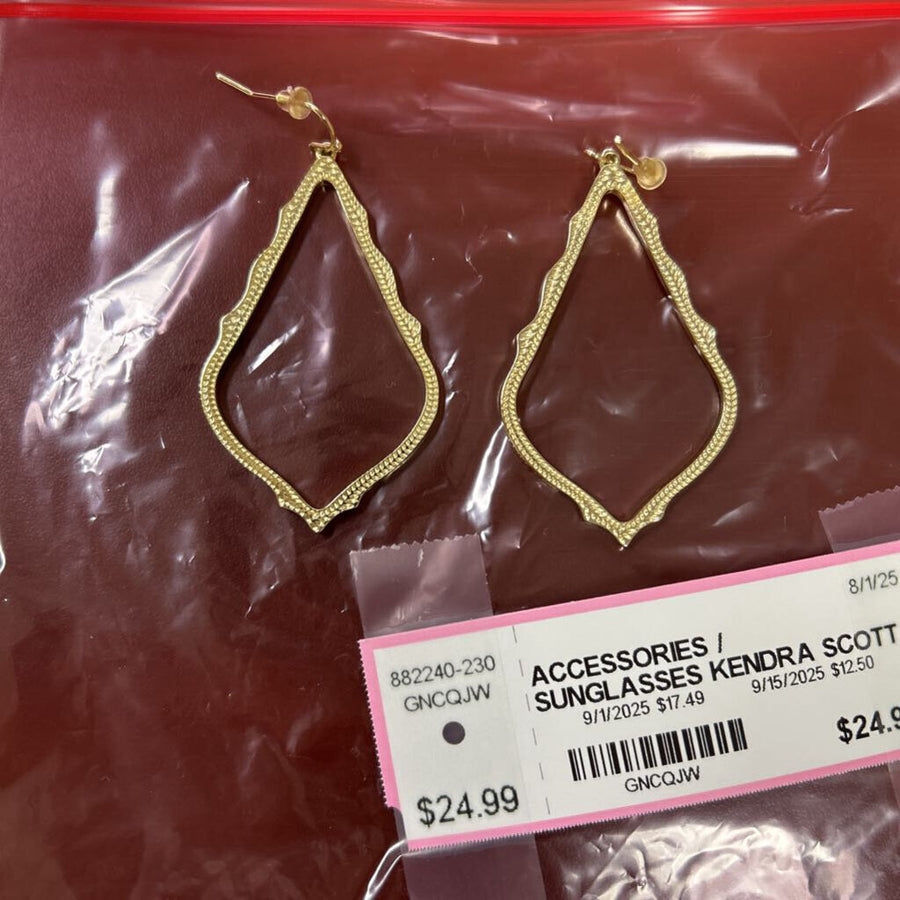 8/1/25
882240-230
GNCQJW
$24.99
ACCESSORIES /
SUNGLASSES KENDRA SCOTT
9/1/2025 $17.49 9/15/2025 $12.50
GNCQJW
$24.9